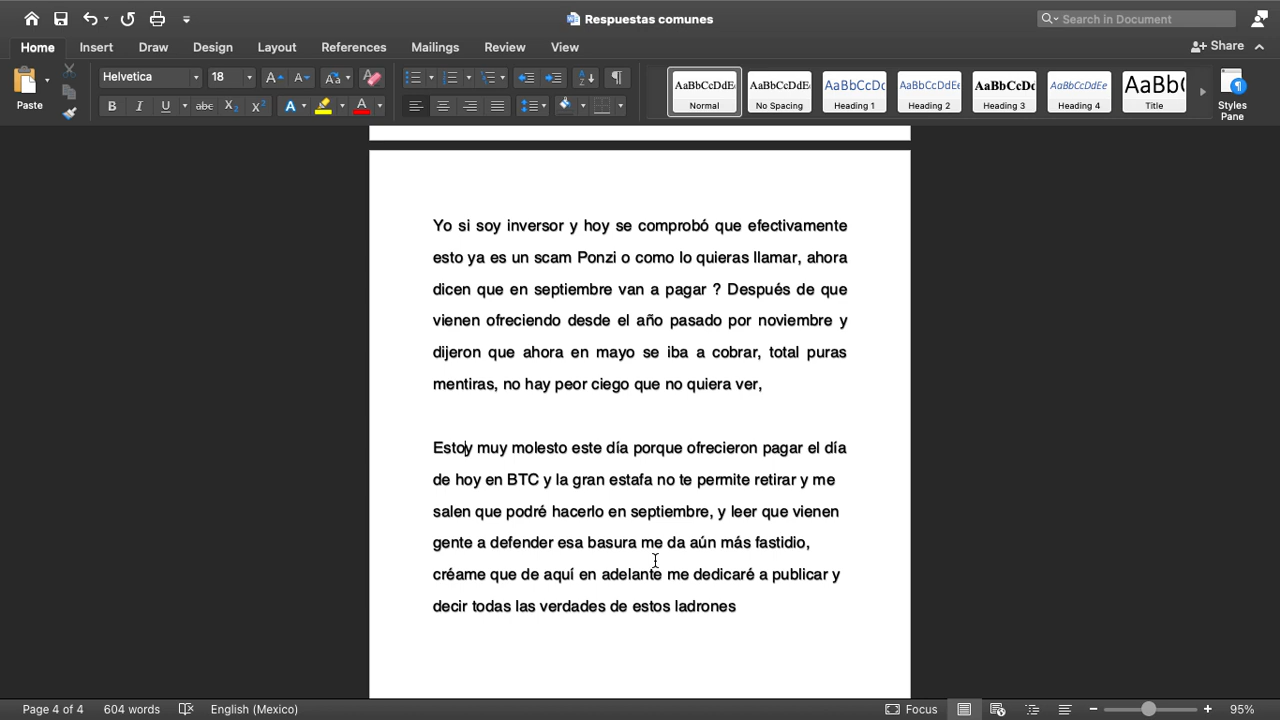 Respuestas comunes
Search in Document
Home Insert Draw Design Layout References Mailings Review View Share
Paste
Helvetica 18
AaBbCcDdEe AaBbCcDdE AaBbCcDc AaBbCcDdEe AaBbCcDd AaBbCcDdEe AaBb(
Normal No Spacing Heading 1 Heading 2 Heading 3 Heading 4 Title
Styles
Pane
Yo si soy inversor y hoy se comprobó que efectivamente
esto ya es un scam Ponzi o como lo quieras llamar, ahora
dicen que en septiembre van a pagar ? Después de que
vienen ofreciendo desde el año pasado por noviembre y
dijeron que ahora en mayo se iba a cobrar, total puras
mentiras, no hay peor ciego que no quiera ver,
Estoy muy molesto este día porque ofrecieron pagar el día
de hoy en BTC y la gran estafa no te permite retirar y me
salen que podré hacerlo en septiembre, y leer que vienen
gente a defender esa basura me da aún más fastidio,
créame que de aquí en adelante me dedicaré a publicar y
decir todas las verdades de estos ladrones
Page 4 of 4 604 words English (Mexico) Focus 95%